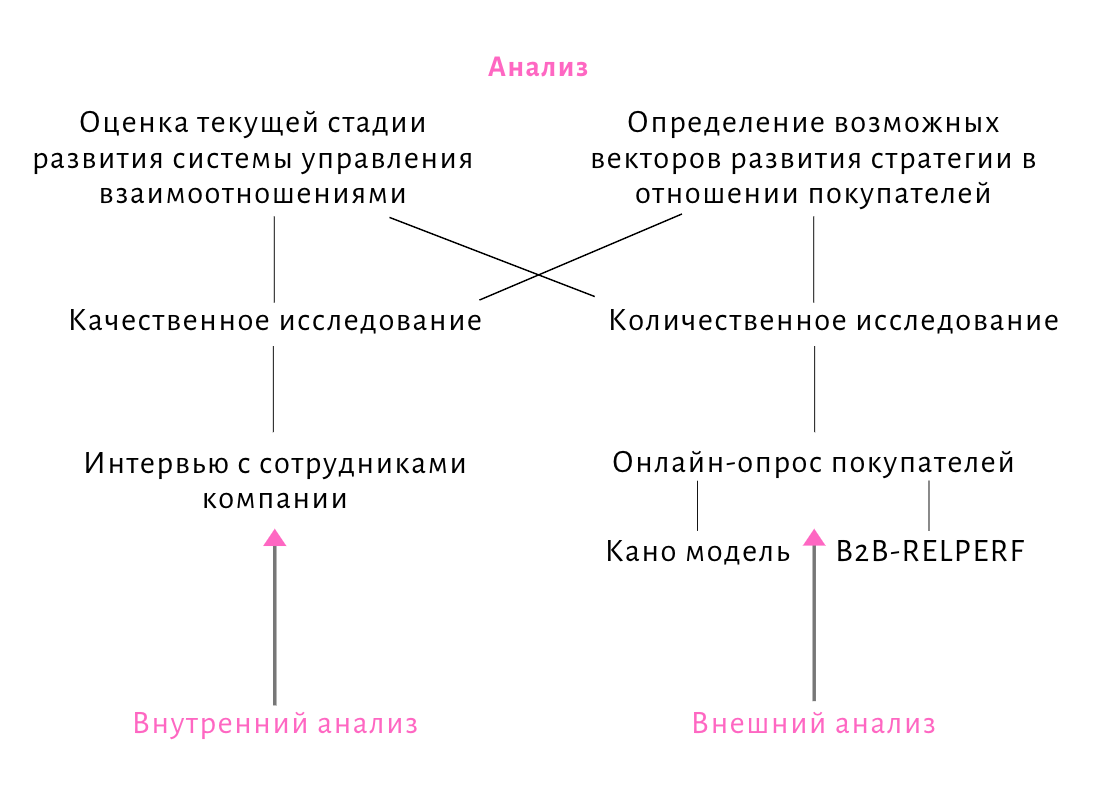 Анализ
Оценка текущей стадии
развития системы управления
взаимоотношениями
Определение возможных
векторов развития стратегии в
отношении покупателей
Качественное исследование
Количественное исследование
Интервью с сотрудниками
компании
Онлайн-опрос покупателей
Кано модель
B2B-RELPERF
Внутренний анализ
Внешний анализ